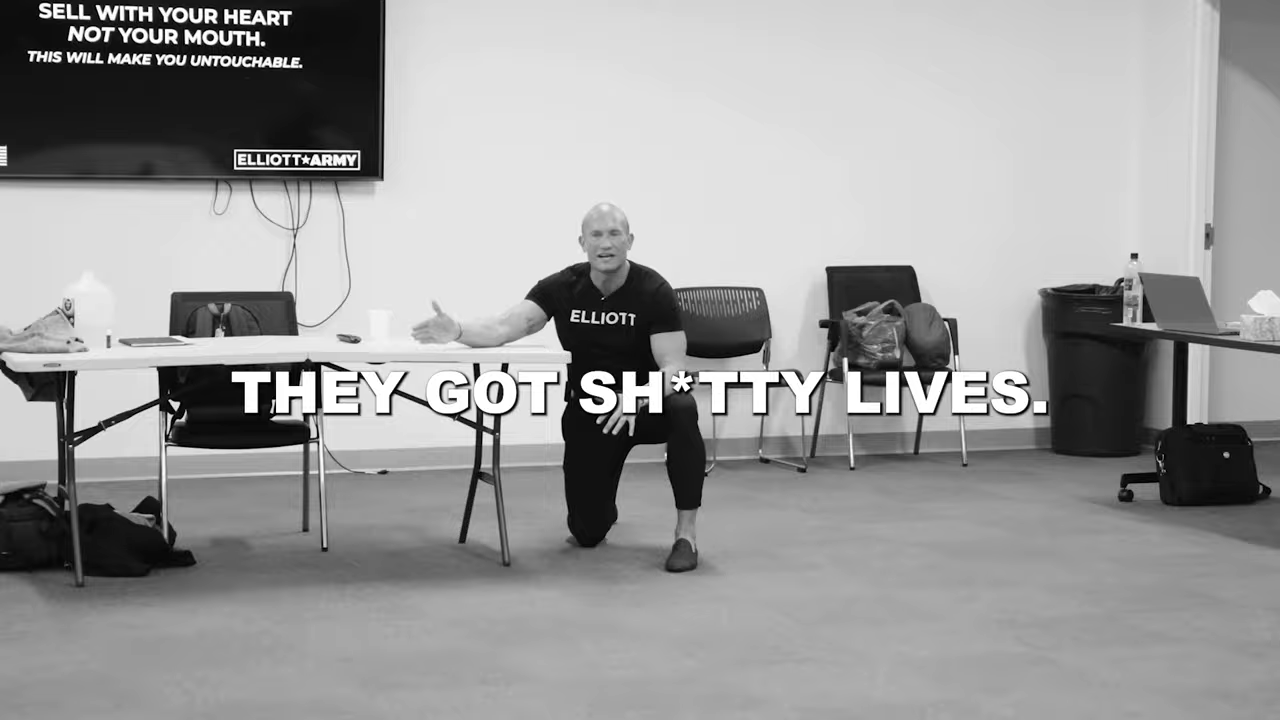 SELL WITH YOUR HEART
NOT YOUR MOUTH.
THIS WILL MAKE YOU UNTOUCHABLE.
ELLIOTT★ARMY
ELLIOTT
THEY GOT SH*TTY LIVES.